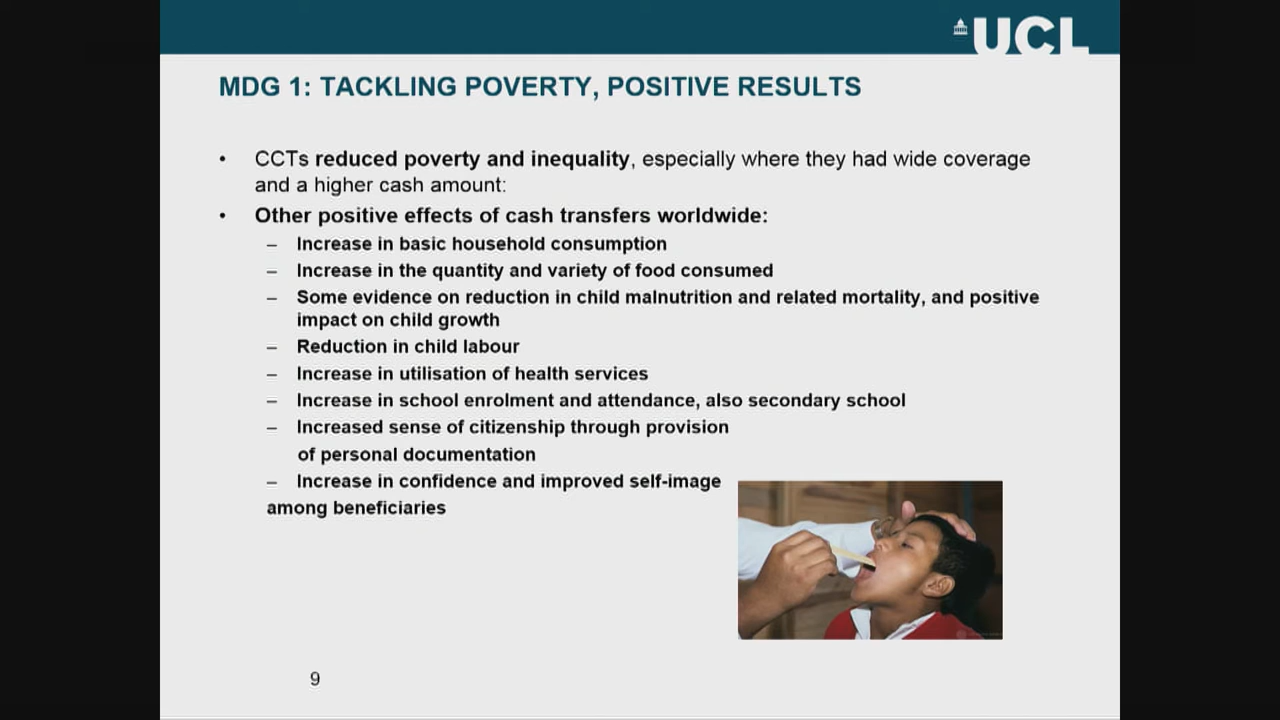 UCL
MDG 1: TACKLING POVERTY, POSITIVE RESULTS
• CCTs reduced poverty and inequality, especially where they had wide coverage
and a higher cash amount:
• Other positive effects of cash transfers worldwide:
– Increase in basic household consumption
– Increase in the quantity and variety of food consumed
– Some evidence on reduction in child malnutrition and related mortality, and positive
impact on child growth
– Reduction in child labour
– Increase in utilisation of health services
– Increase in school enrolment and attendance, also secondary school
– Increased sense of citizenship through provision
of personal documentation
– Increase in confidence and improved self-image
among beneficiaries
9